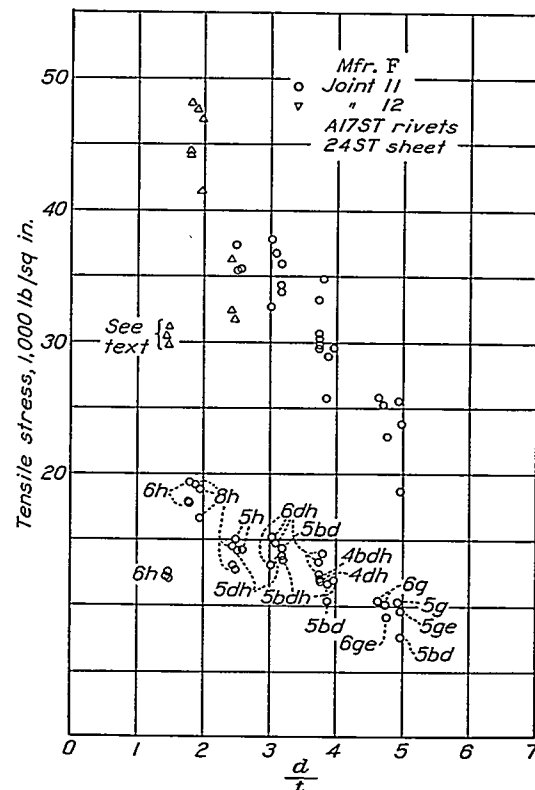 Mfr. F
Joint 11
" 12
A17ST rivets
24ST sheet
50
40
30
20
Tensile stress, 1,000 lb/sq in.
See
text
6h
8h
5h
6dh
5bd
4bdh
4dh
6h
5dh
5bdh
6g
5g
5bd
5ge
6ge
5bd
0 1 2 3 4 5 6 7
d
t